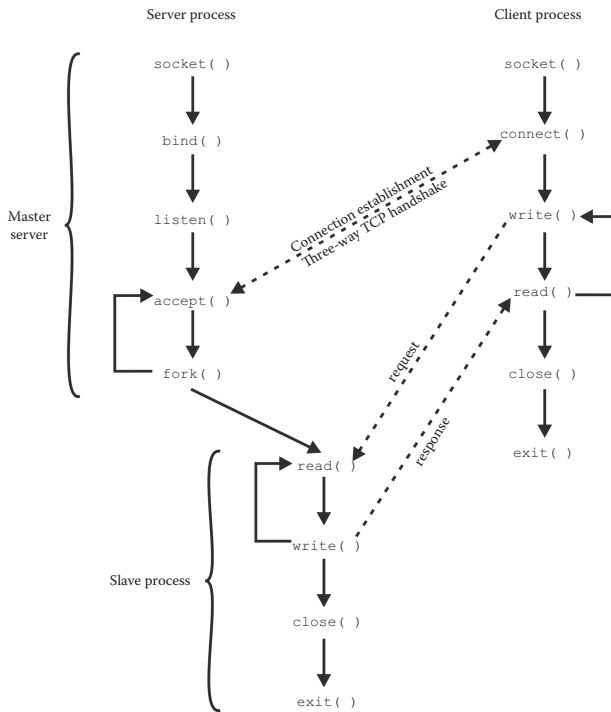 Server process
Client process
socket( )
socket( )
bind( )
connect( )
Connection establishment
Three-way TCP handshake
Master
server
listen( )
write( )
accept( )
read( )
request
fork( )
close( )
response
read( )
exit( )
write( )
Slave process
close( )
exit( )